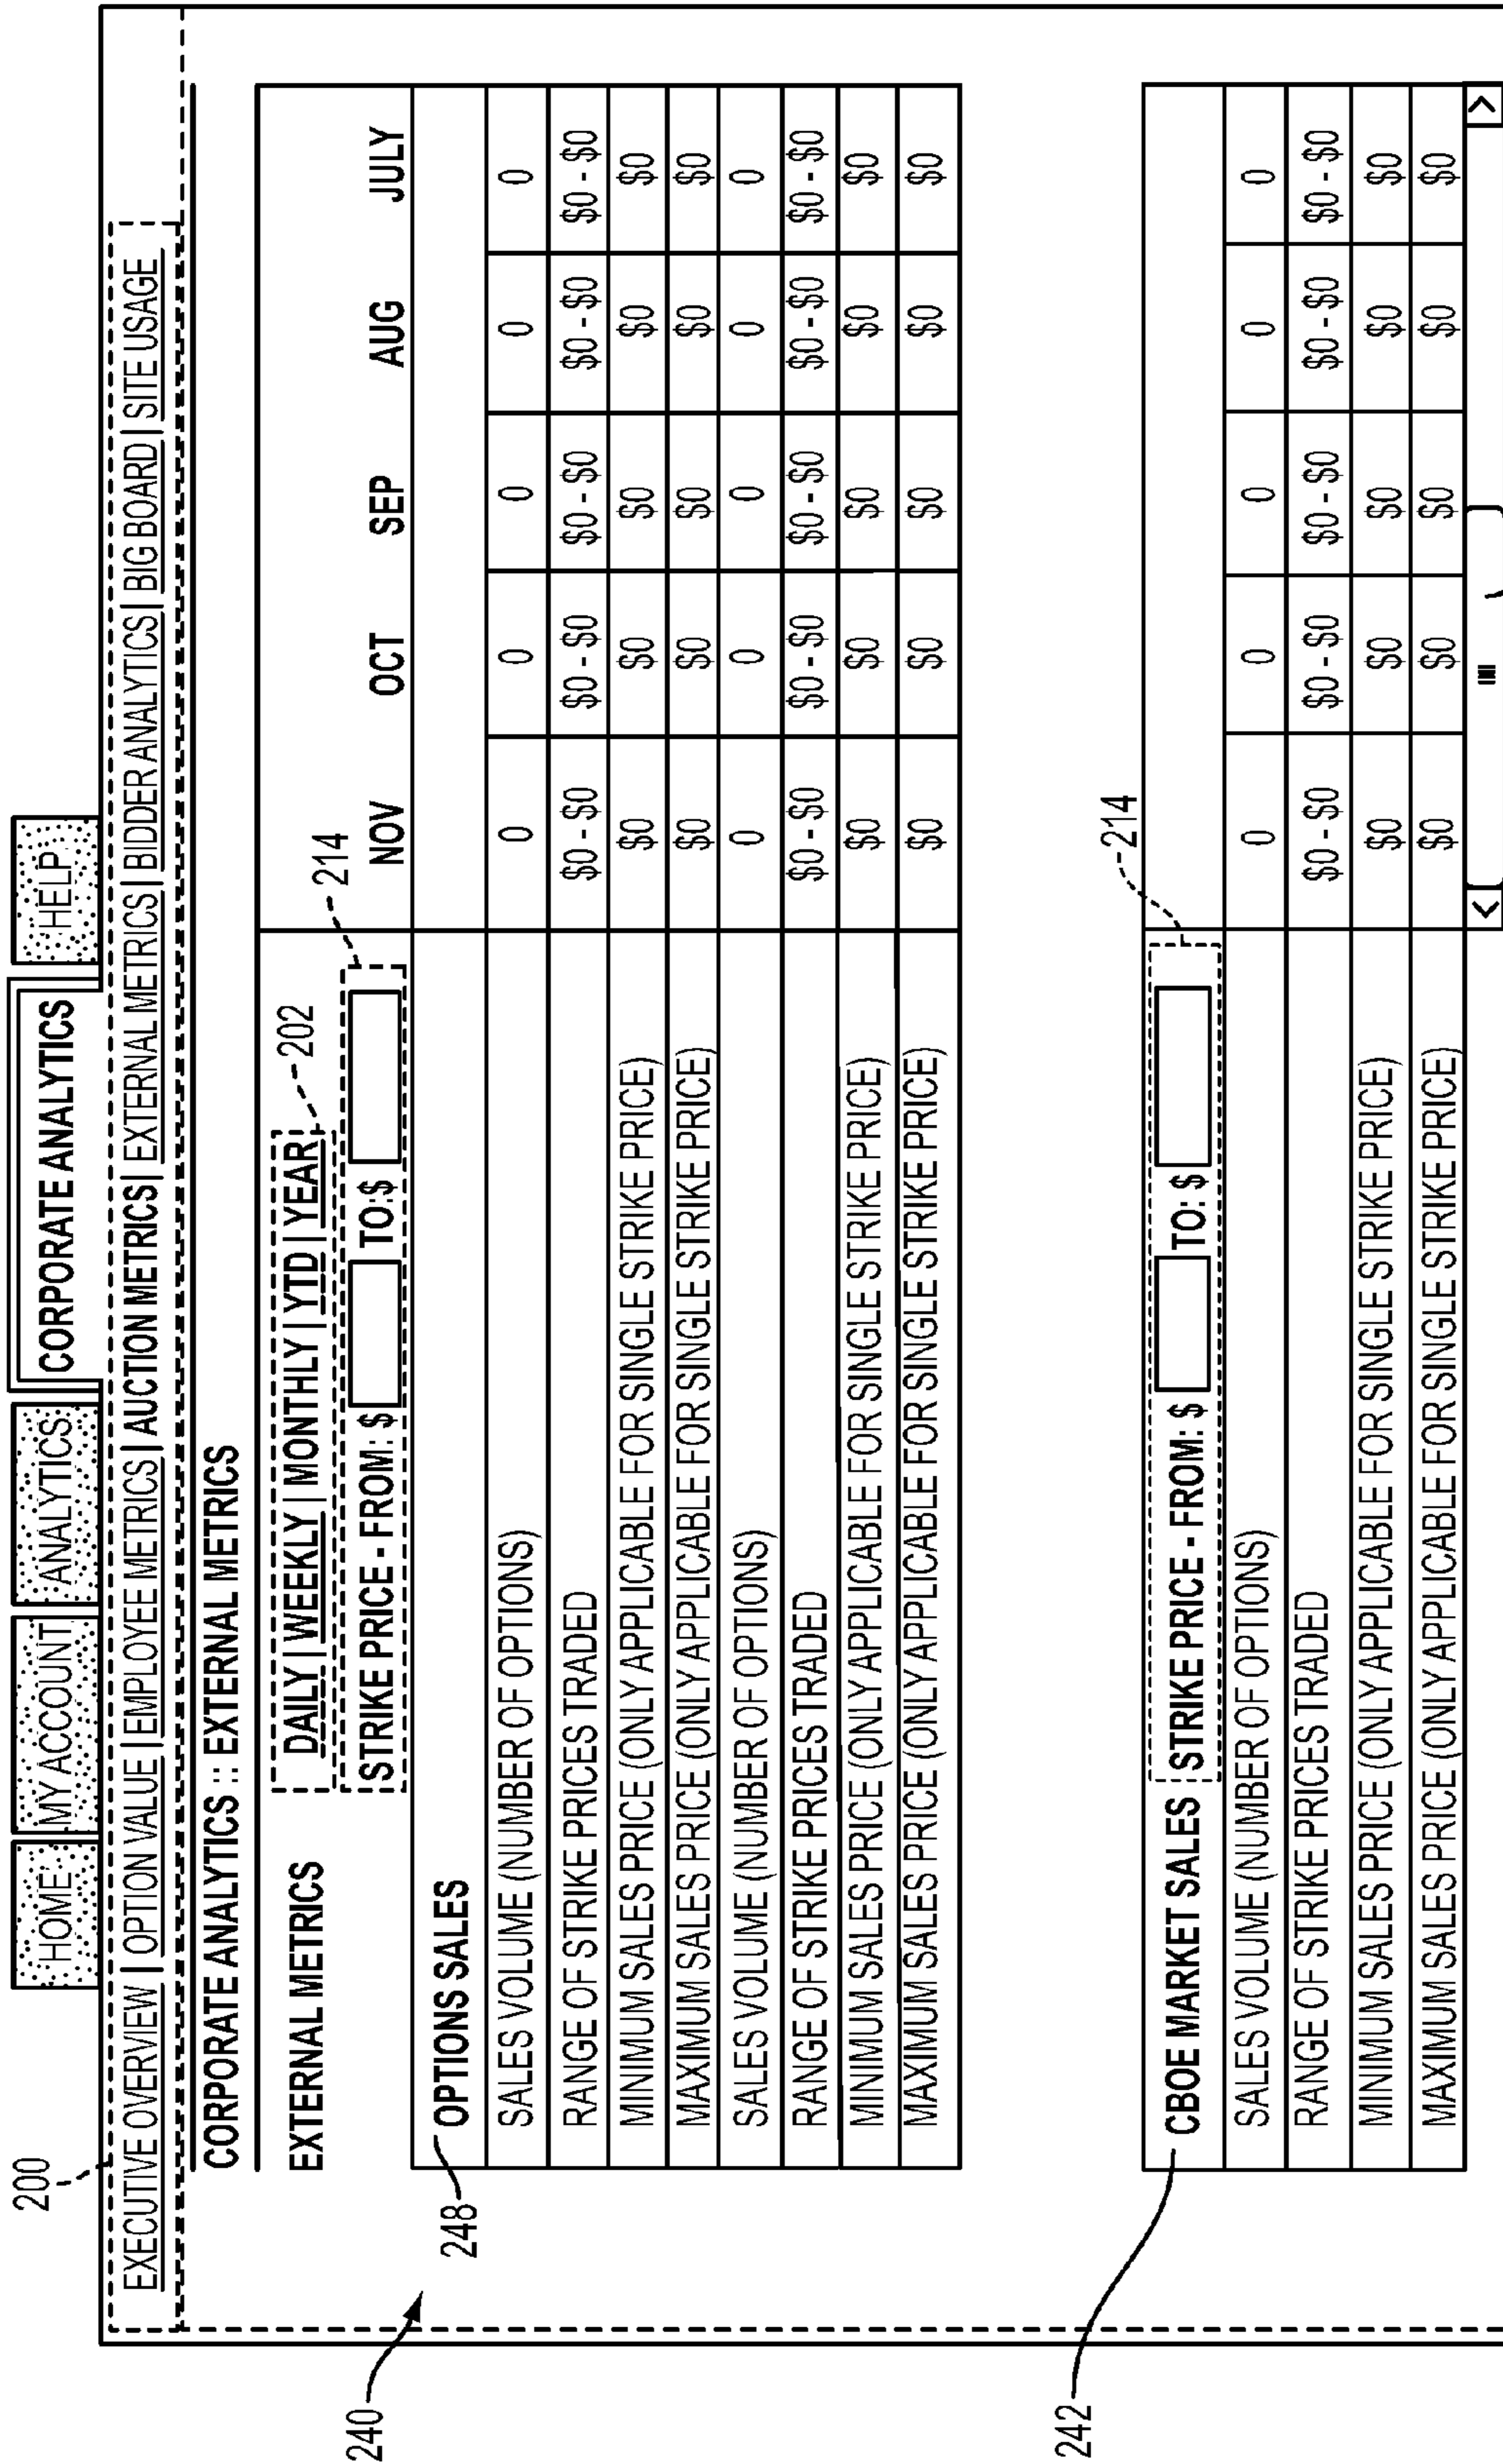 HOME MY ACCOUNT ANALYTICS CORPORATE ANALYTICS HELP
200
EXECUTIVE OVERVIEW | OPTION VALUE | EMPLOYEE METRICS | AUCTION METRICS | EXTERNAL METRICS | BIDDER ANALYTICS | BIG BOARD | SITE USAGE
CORPORATE ANALYTICS :: EXTERNAL METRICS
EXTERNAL METRICS DAILY | WEEKLY | MONTHLY | YTD | YEAR 202
STRIKE PRICE - FROM: $ TO:$ 214 NOV OCT SEP AUG JULY
240
248 OPTIONS SALES
SALES VOLUME (NUMBER OF OPTIONS) 0 0 0 0 0
RANGE OF STRIKE PRICES TRADED $0 - $0 $0 - $0 $0 - $0 $0 - $0 $0 - $0
MINIMUM SALES PRICE (ONLY APPLICABLE FOR SINGLE STRIKE PRICE) $0 $0 $0 $0 $0
MAXIMUM SALES PRICE (ONLY APPLICABLE FOR SINGLE STRIKE PRICE) $0 $0 $0 $0 $0
SALES VOLUME (NUMBER OF OPTIONS) 0 0 0 0 0
RANGE OF STRIKE PRICES TRADED $0 - $0 $0 - $0 $0 - $0 $0 - $0 $0 - $0
MINIMUM SALES PRICE (ONLY APPLICABLE FOR SINGLE STRIKE PRICE) $0 $0 $0 $0 $0
MAXIMUM SALES PRICE (ONLY APPLICABLE FOR SINGLE STRIKE PRICE) $0 $0 $0 $0 $0
242 CBOE MARKET SALES STRIKE PRICE - FROM: $ TO: $ 214
SALES VOLUME (NUMBER OF OPTIONS) 0 0 0 0 0
RANGE OF STRIKE PRICES TRADED $0 - $0 $0 - $0 $0 - $0 $0 - $0 $0 - $0
MINIMUM SALES PRICE (ONLY APPLICABLE FOR SINGLE STRIKE PRICE) $0 $0 $0 $0 $0
MAXIMUM SALES PRICE (ONLY APPLICABLE FOR SINGLE STRIKE PRICE) $0 $0 $0 $0 $0